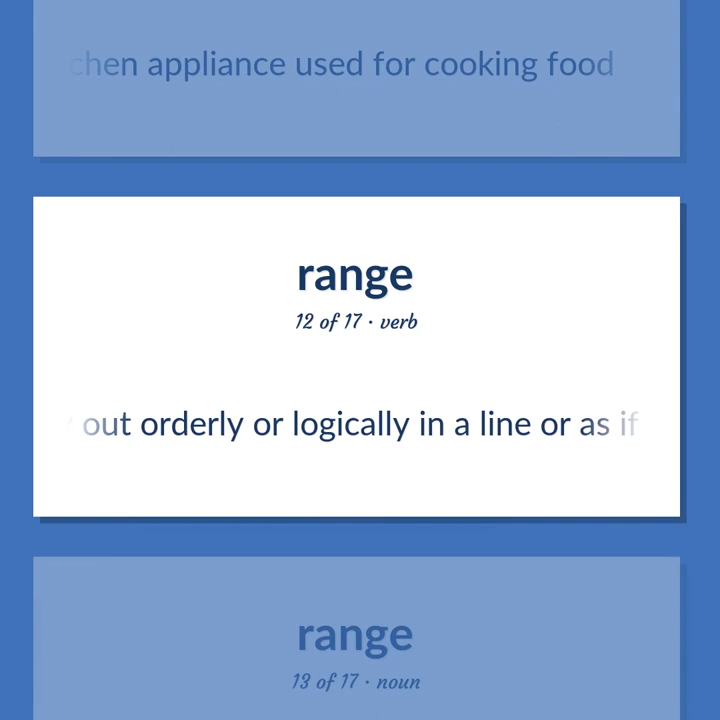 chen appliance used for cooking food
range
12 of 17 · verb
out orderly or logically in a line or as if
range
13 of 17 · noun